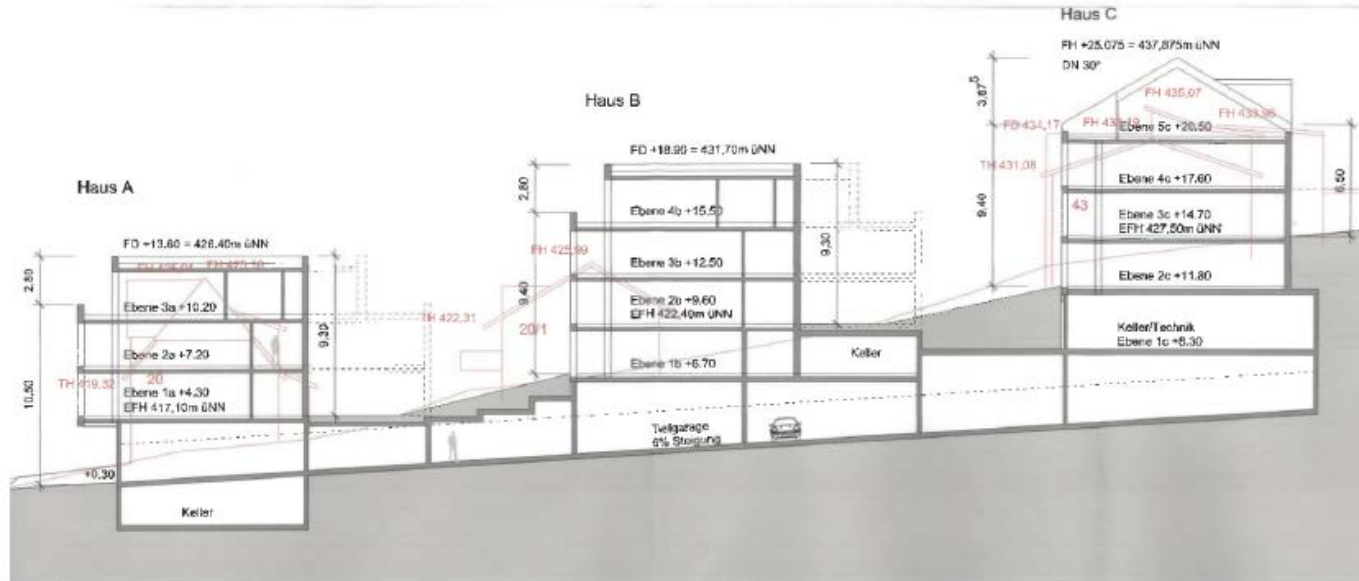 Haus C
FH +25.075 = 437,875m üNN
DN 30°
3,87⁵
FH 435,07
FH 433,96
FD 434,17
Ebene 5c +20.50
TH 431,08
Ebene 4c +17.60
6,50
9,40
43
Ebene 3c +14.70
EFH 427,50m üNN
Ebene 2c +11.80
Keller/Technik
Ebene 1c +8.30
Haus B
FD +18.90 = 431,70m üNN
2,80
Ebene 4b +15,50
FH 425,99
Ebene 3b +12.50
9,30
9,40
Ebene 2b +9.60
EFH 422,40m üNN
TH 422,31
20/1
Ebene 1b +6.70
Keller
Tiefgarage
6% Steigung
Haus A
FD +13.60 = 426.40m üNN
2,80
Ebene 3a +10.20
9,30
Ebene 2a +7.20
TH 419,32
20
10,50
Ebene 1a +4.30
EFH 417,10m üNN
+0.30
Keller